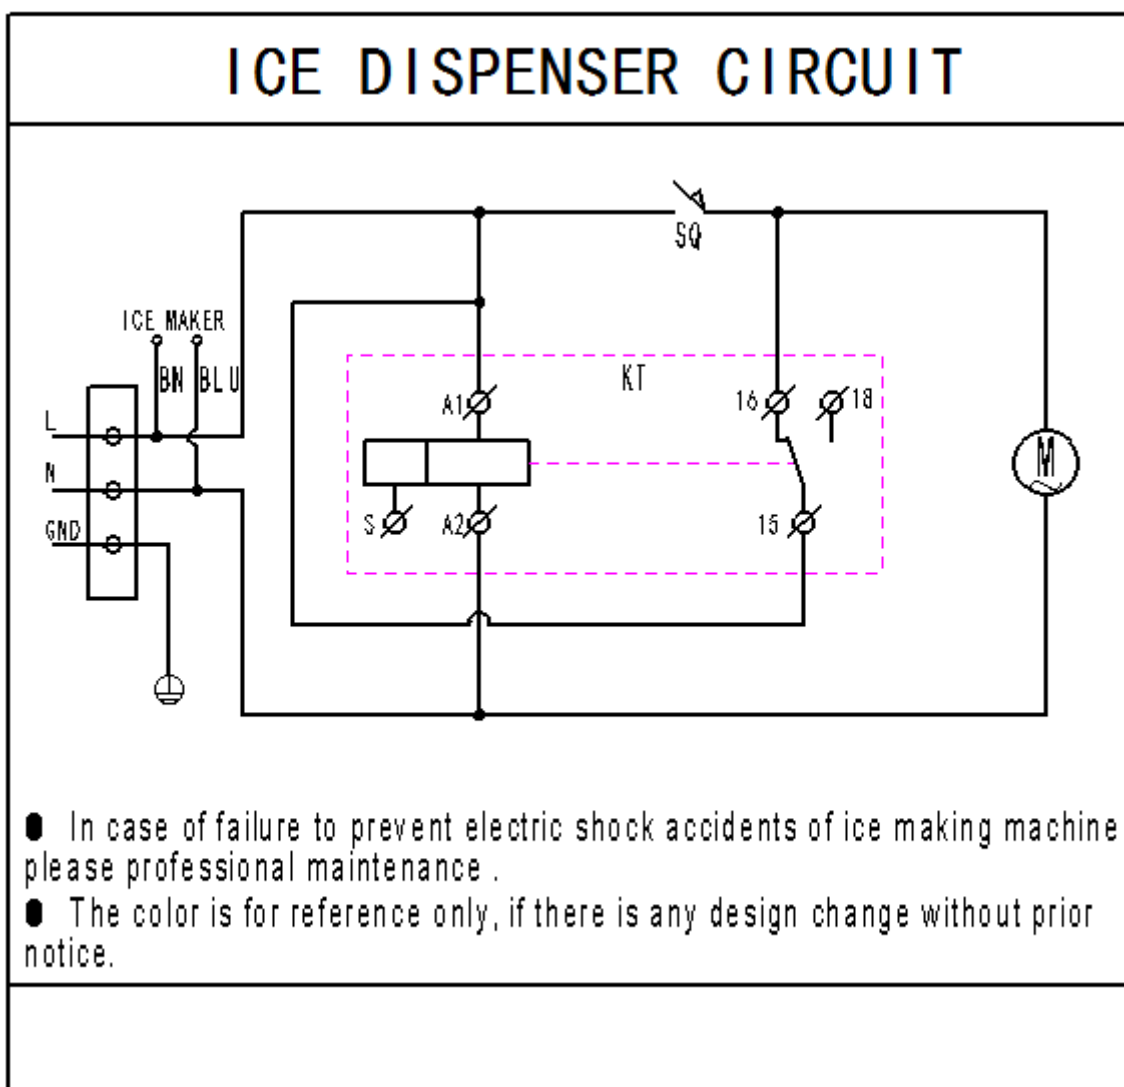 ICE DISPENSER CIRCUIT
SQ
ICE MAKER
BN BLU
KT
A1 16 18
L
N
S A2 15
M
GND
● In case of failure to prevent electric shock accidents of ice making machine
please professional maintenance .
● The color is for reference only, if there is any design change without prior
notice.